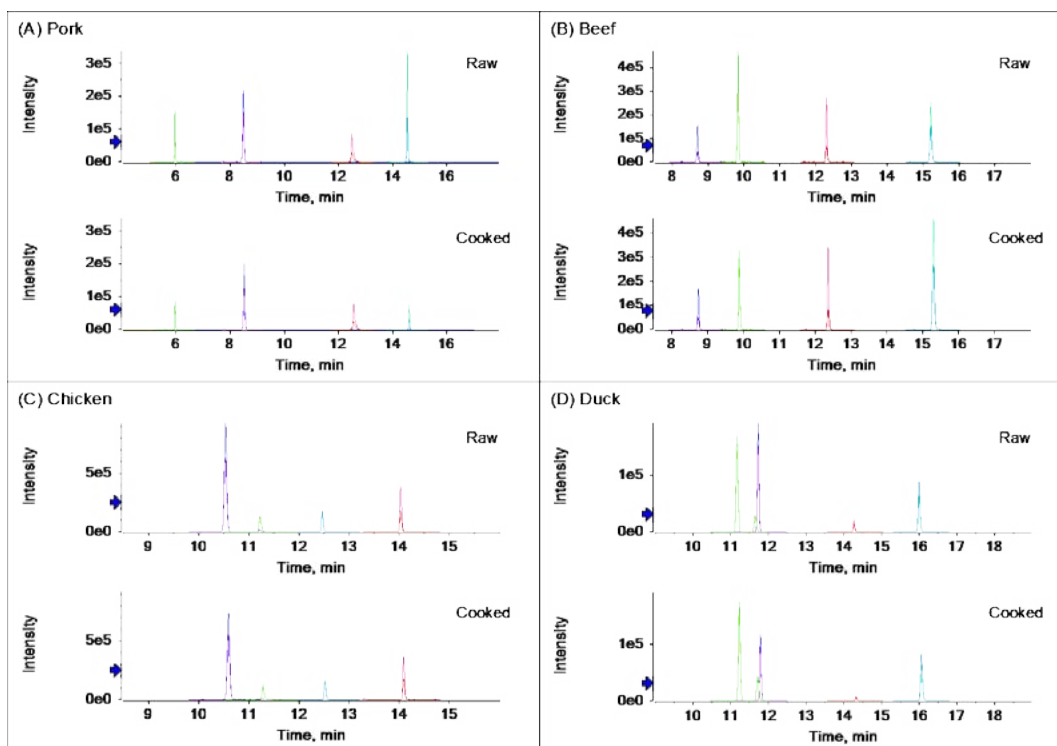 (A) Pork
Raw
Intensity
3e5
2e5
1e5
0e0
6 8 10 12 14 16
Time, min
Cooked
Intensity
3e5
2e5
1e5
0e0
6 8 10 12 14 16
Time, min
(B) Beef
Raw
Intensity
4e5
3e5
2e5
1e5
0e0
8 9 10 11 12 13 14 15 16 17
Time, min
Cooked
Intensity
4e5
3e5
2e5
1e5
0e0
8 9 10 11 12 13 14 15 16 17
Time, min
(C) Chicken
Raw
Intensity
5e5
0e0
9 10 11 12 13 14 15
Time, min
Cooked
Intensity
5e5
0e0
9 10 11 12 13 14 15
Time, min
(D) Duck
Raw
Intensity
1e5
0e0
10 11 12 13 14 15 16 17 18
Time, min
Cooked
Intensity
1e5
0e0
10 11 12 13 14 15 16 17 18
Time, min